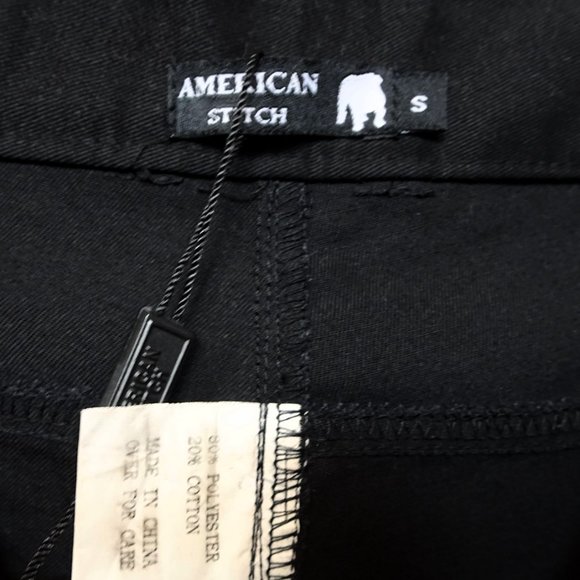 AMERICAN
STITCH
S
80% POLYESTER
20% COTTON
MADE IN CHINA
OVER FOR CARE